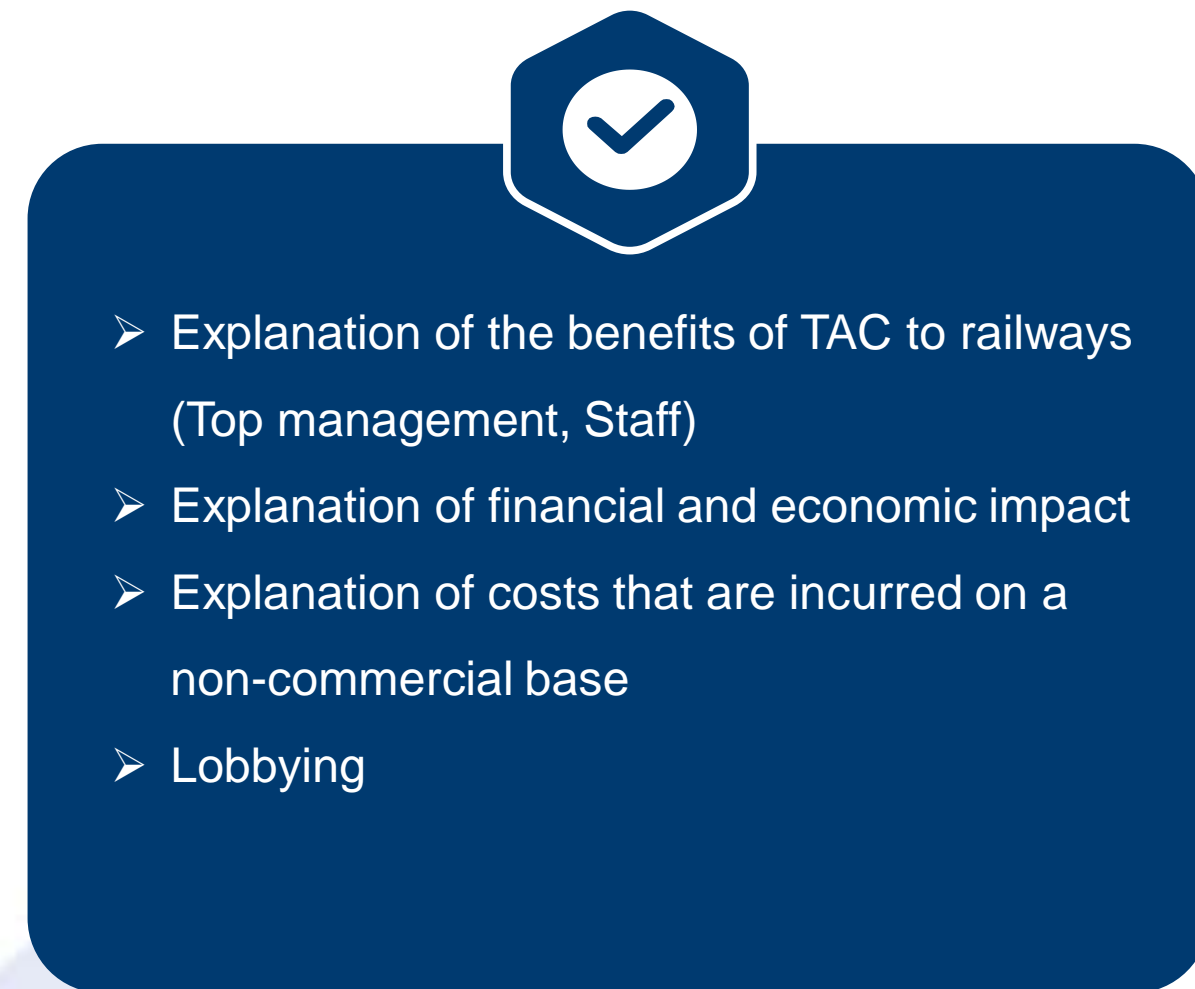 ➢ Explanation of the benefits of TAC to railways
(Top management, Staff)
➢ Explanation of financial and economic impact
➢ Explanation of costs that are incurred on a
non-commercial base
➢ Lobbying